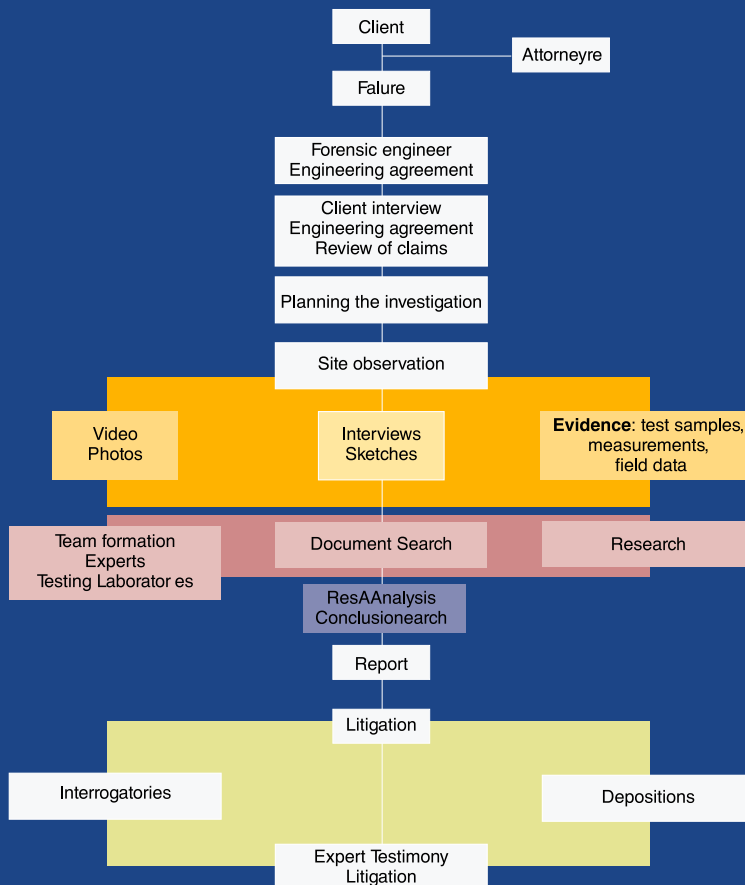 Client
Attorneyre
Falure
Forensic engineer
Engineering agreement
Client interview
Engineering agreement
Review of claims
Planning the investigation
Site observation
Video
Photos
Interviews
Sketches
Evidence: test samples,
measurements,
field data
Team formation
Experts
Testing Laborator es
Document Search
Research
ResAAnalysis
Conclusionearch
Report
Litigation
Interrogatories
Depositions
Expert Testimony
Litigation